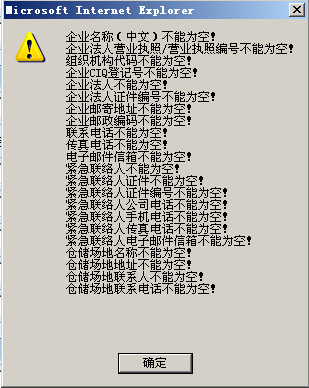 Microsoft Internet Explorer
企业名称（中文）不能为空!
企业法人营业执照/营业执照编号不能为空!
组织机构代码不能为空!
企业CIQ登记号不能为空!
企业法人不能为空!
企业法人证件编号不能为空!
企业邮寄地址不能为空!
企业邮政编码不能为空!
联系电话不能为空!
传真电话不能为空!
电子邮件信箱不能为空!
紧急联络人不能为空!
紧急联络人证件不能为空!
紧急联络人证件编号不能为空!
紧急联络人公司电话不能为空!
紧急联络人手机电话不能为空!
紧急联络人传真电话不能为空!
紧急联络人电子邮件信箱不能为空!
仓储场地名称不能为空!
仓储场地地址不能为空!
仓储场地联系人不能为空!
仓储场地联系电话不能为空!
确定